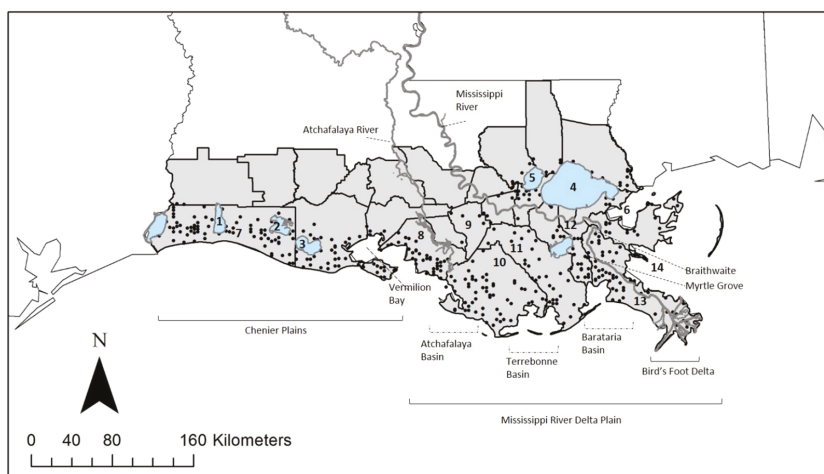 Mississippi
River
Atchafalaya River
5
4
6
1
2
7
3
8
9
12
11
10
14
13
Braithwaite
Myrtle Grove
Vermilion
Bay
Chenier Plains
Atchafalaya
Basin
Terrebonne
Basin
Barataria
Basin
Bird's Foot Delta
Mississippi River Delta Plain
N
0 40 80 160 Kilometers